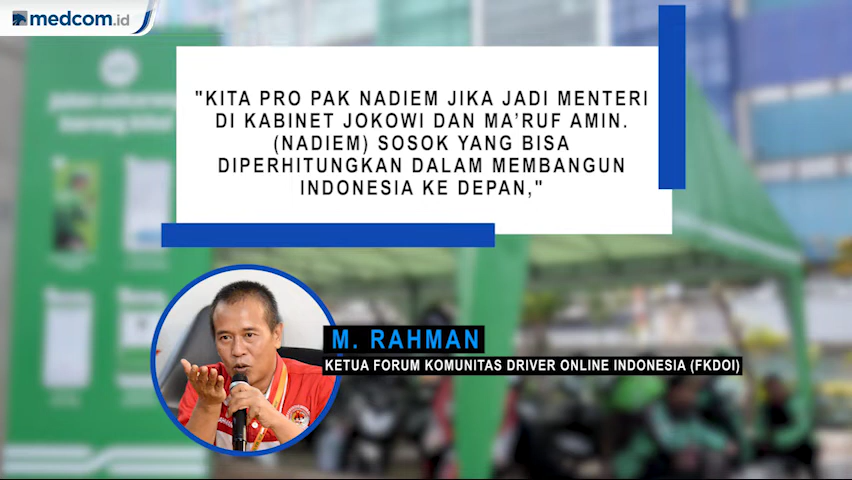 medcom.id
"KITA PRO PAK NADIEM JIKA JADI MENTERI
DI KABINET JOKOWI DAN MA'RUF AMIN.
(NADIEM) SOSOK YANG BISA
DIPERHITUNGKAN DALAM MEMBANGUN
INDONESIA KE DEPAN,"
M. RAHMAN
KETUA FORUM KOMUNITAS DRIVER ONLINE INDONESIA (FKDOI)